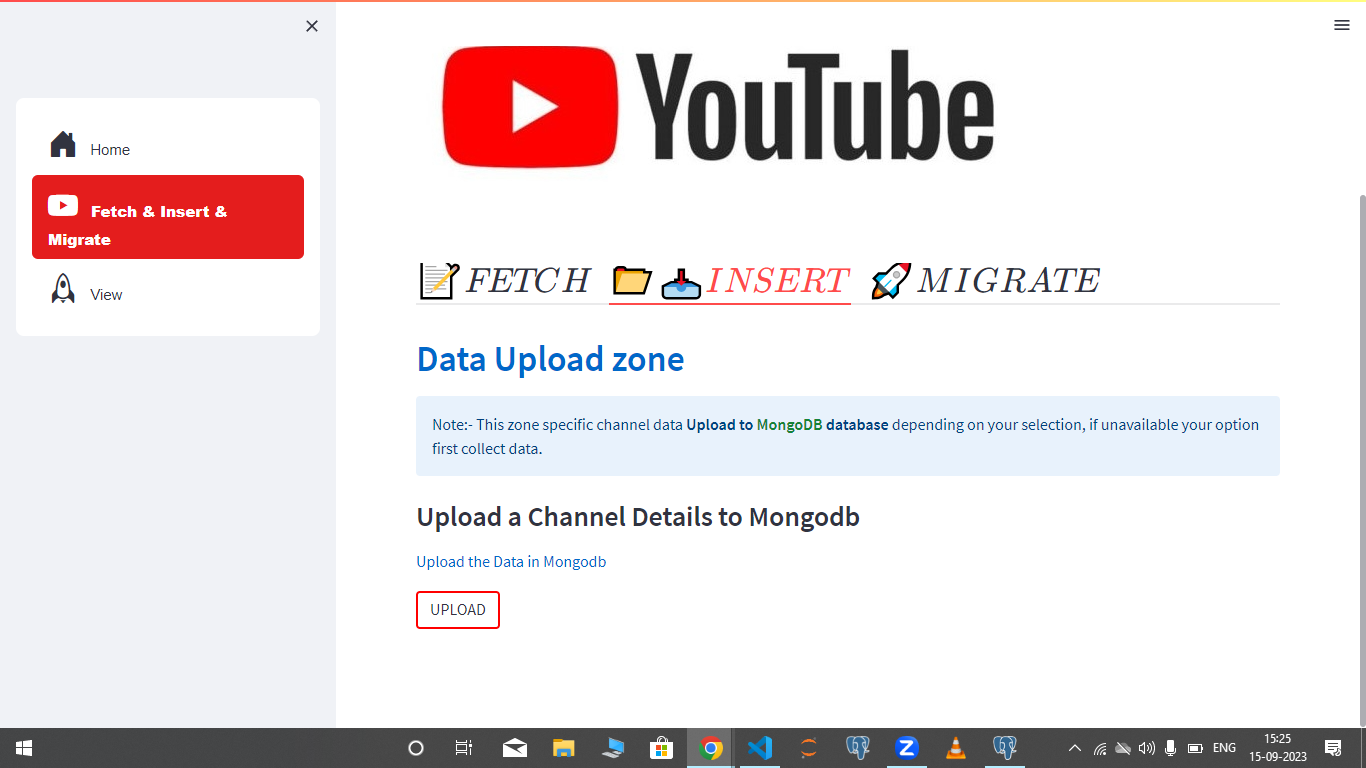 YouTube
Home
Fetch & Insert &
Migrate
View
FETCH INSERT MIGRATE
Data Upload zone
Note:- This zone specific channel data Upload to MongoDB database depending on your selection, if unavailable your option
first collect data.
Upload a Channel Details to Mongodb
Upload the Data in Mongodb
UPLOAD
ENG
15:25
15-09-2023